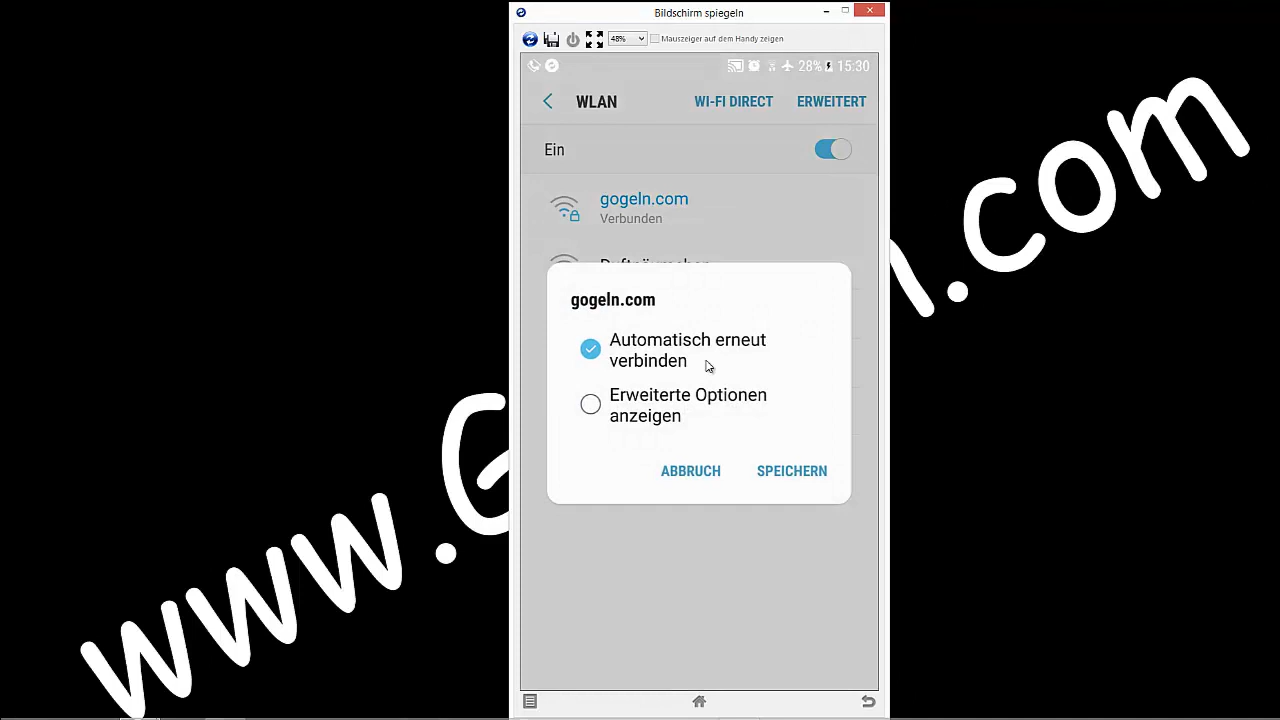 Bildschirm spiegeln
48%
Mauszeiger auf dem Handy zeigen
28% 15:30
WLAN
WI-FI DIRECT
ERWEITERT
Ein
gogeln.com
Verbunden
gogeln.com
Automatisch erneut
verbinden
Erweiterte Optionen
anzeigen
ABBRUCH
SPEICHERN
www.G
n.com